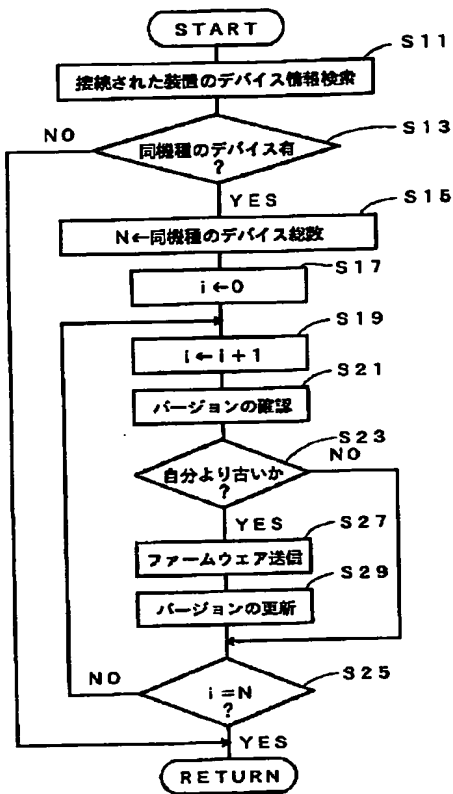 START
S11
接続された装置のデバイス情報検索
NO
S13
同機種のデバイス有
?
YES
S15
N←同機種のデバイス総数
S17
i←0
S19
i←i+1
S21
バージョンの確認
S23
自分より古いか
?
NO
YES
S27
ファームウェア送信
S29
バージョンの更新
NO
S25
i=N
?
YES
RETURN